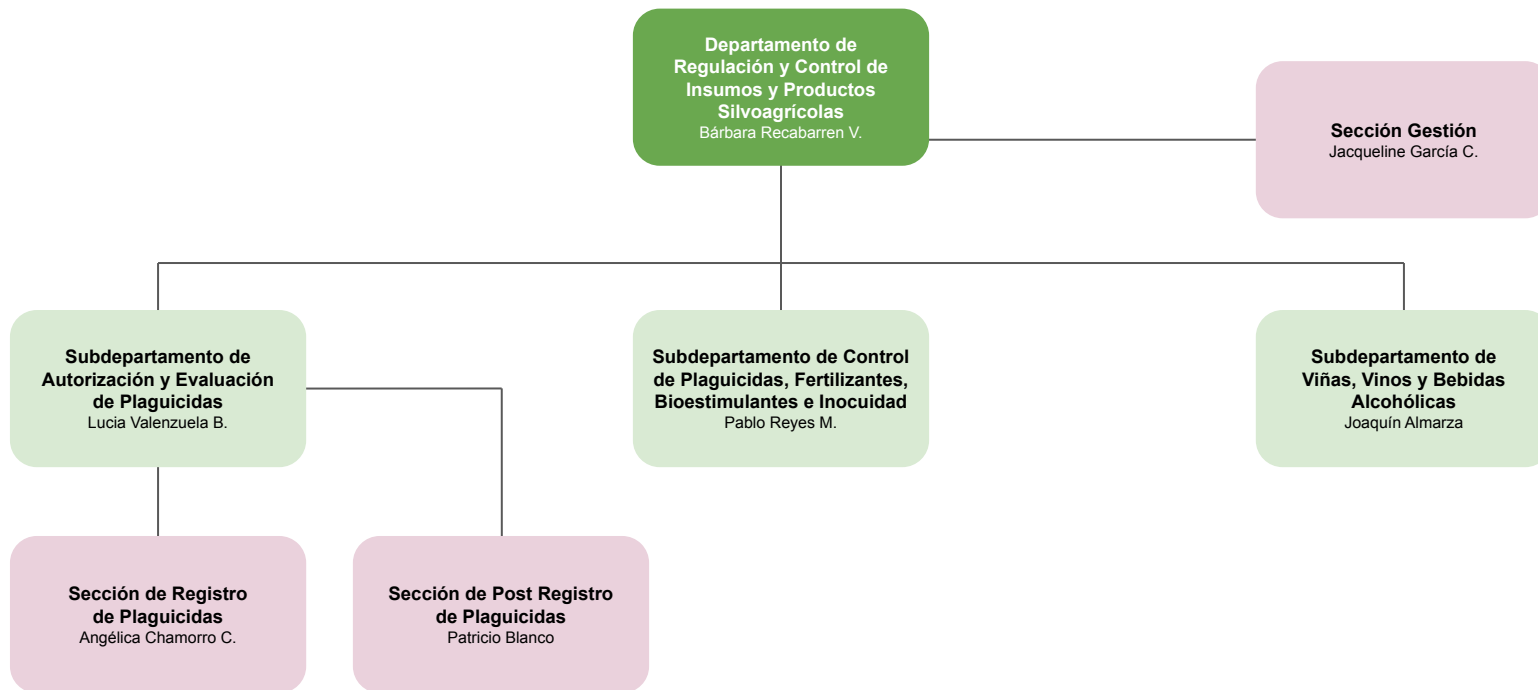 Departamento de
Regulación y Control de
Insumos y Productos
Silvoagrícolas
Bárbara Recabarren V.
Sección Gestión
Jacqueline García C.
Subdepartamento de
Autorización y Evaluación
de Plaguicidas
Lucia Valenzuela B.
Subdepartamento de Control
de Plaguicidas, Fertilizantes,
Bioestimulantes e Inocuidad
Pablo Reyes M.
Subdepartamento de
Viñas, Vinos y Bebidas
Alcohólicas
Joaquín Almarza
Sección de Registro
de Plaguicidas
Angélica Chamorro C.
Sección de Post Registro
de Plaguicidas
Patricio Blanco